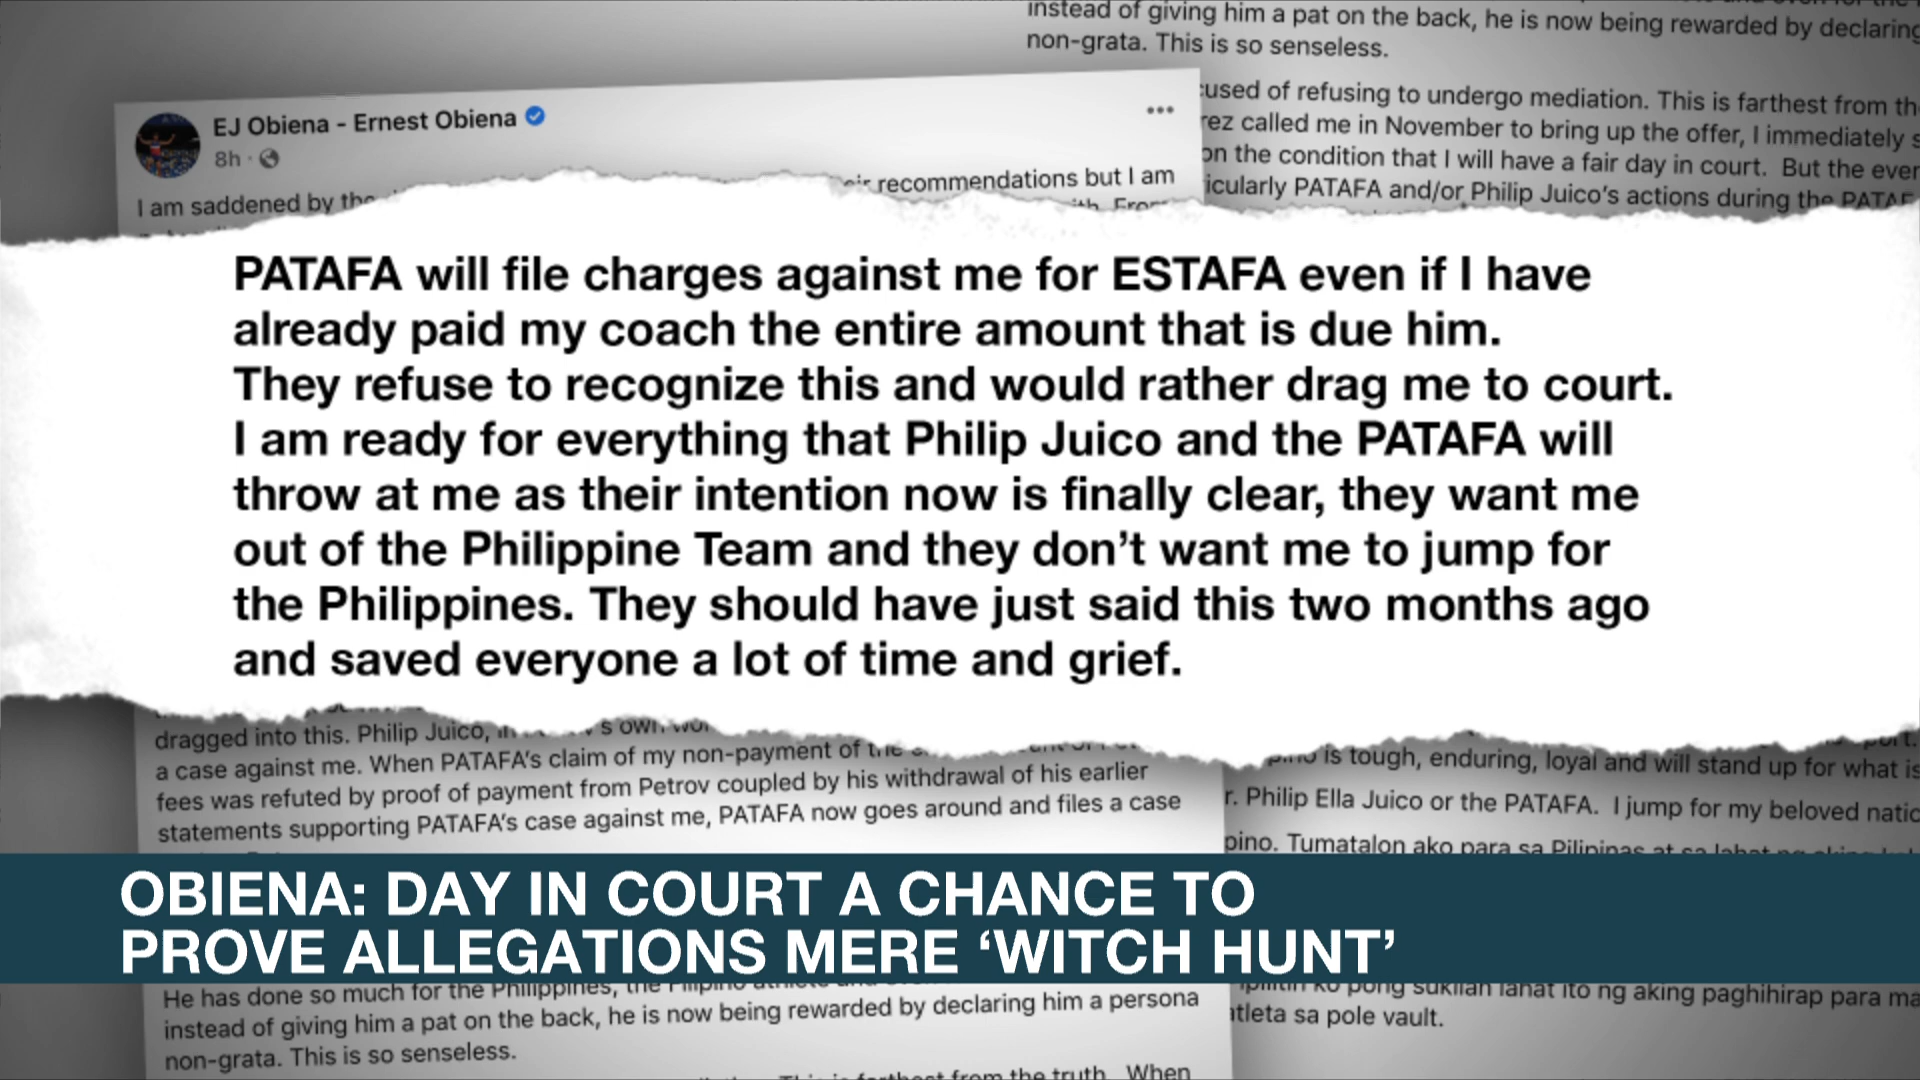 instead of giving him a pat on the back, he is now being rewarded by declaring
non-grata. This is so senseless.
EJ Obiena - Ernest Obiena
8h
I am saddened by the
recommendations but I am
used of refusing to undergo mediation. This is farthest from
called me in November to bring up the offer, I immediately
on the condition that I will have a fair day in court. But the
PATAFA and/or Philip Juico's actions during the
PATAFA will file charges against me for ESTAFA even if I have
already paid my coach the entire amount that is due him.
They refuse to recognize this and would rather drag me to court.
I am ready for everything that Philip Juico and the PATAFA will
throw at me as their intention now is finally clear, they want me
out of the Philippine Team and they don't want me to jump for
the Philippines. They should have just said this two months ago
and saved everyone a lot of time and grief.
dragged into this. Philip Juico,
a case against me. When PATAFA's claim of my non-payment of
fees was refuted by proof of payment from Petrov coupled by his withdrawal of his earlier
statements supporting PATAFA's case against me, PATAFA now goes around and files a case
is tough, enduring, loyal and will stand up for what is
Philip Ella Juico or the PATAFA. I jump for my beloved
Tumatalon ako para sa Pilipinas at sa lahat ng
OBIENA: DAY IN COURT A CHANCE TO
PROVE ALLEGATIONS MERE ‘WITCH HUNT’
He has done so much for the Philippines, the Filipino
instead of giving him a pat on the back, he is now being rewarded by declaring him a persona
non-grata. This is so senseless.
from the truth. When
ko pong suklian lahat ito ng aking paghihirap para
sa pole vault.